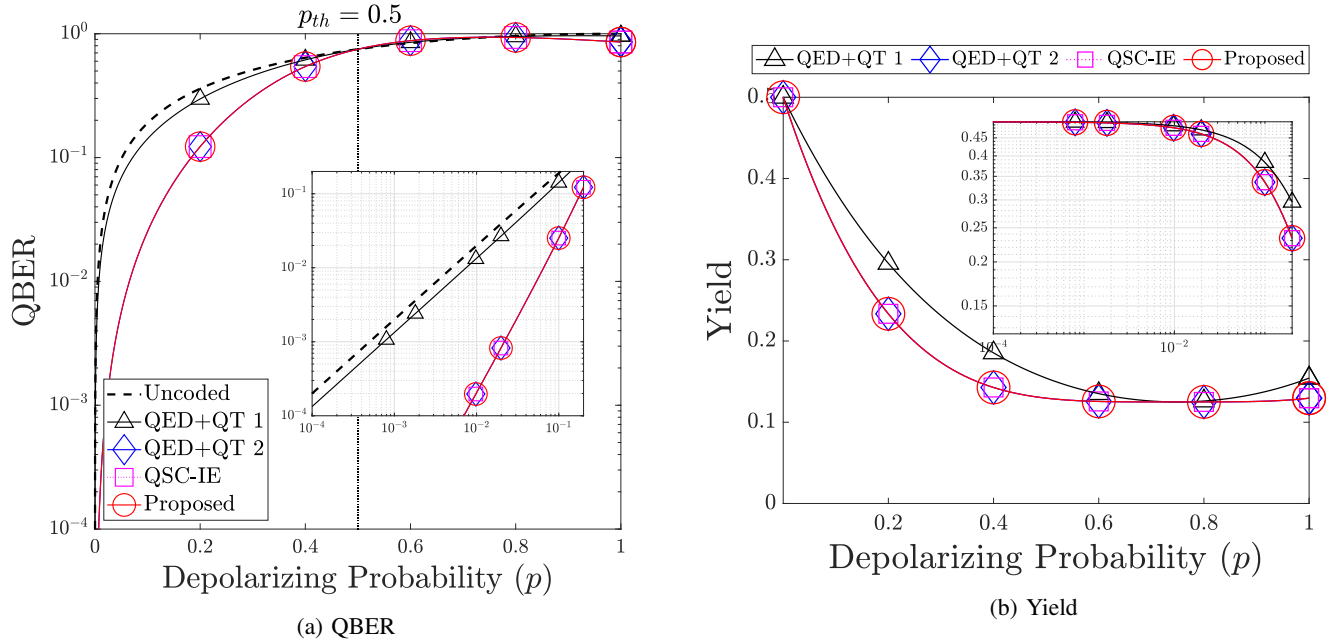 p_{th} = 0.5
10^0
10^{-1}
10^{-2}
10^{-3}
10^{-4}
QBER
10^{-1}
10^{-2}
10^{-3}
10^{-4}
10^{-4} 10^{-3} 10^{-2} 10^{-1}
Uncoded
QED+QT 1
QED+QT 2
QSC-IE
Proposed
0 0.2 0.4 0.6 0.8 1
Depolarizing Probability (p)
(a) QBER
QED+QT 1 QED+QT 2 QSC-IE Proposed
0.4
0.3
0.2
0.1
0
Yield
0.45
0.4
0.35
0.3
0.25
0.2
0.15
10^{-4} 10^{-2}
0.2 0.4 0.6 0.8 1
Depolarizing Probability (p)
(b) Yield